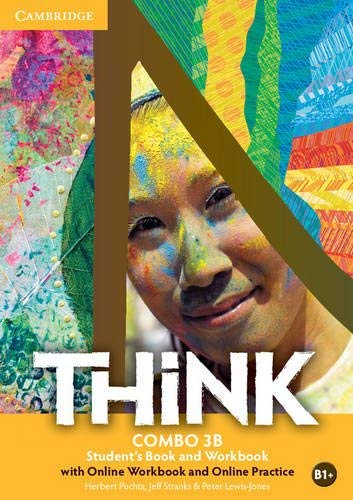 CAMBRIDGE
THiNK
COMBO 3B
Student's Book and Workbook
with Online Workbook and Online Practice
Herbert Puchta, Jeff Stranks & Peter Lewis-Jones
B1+